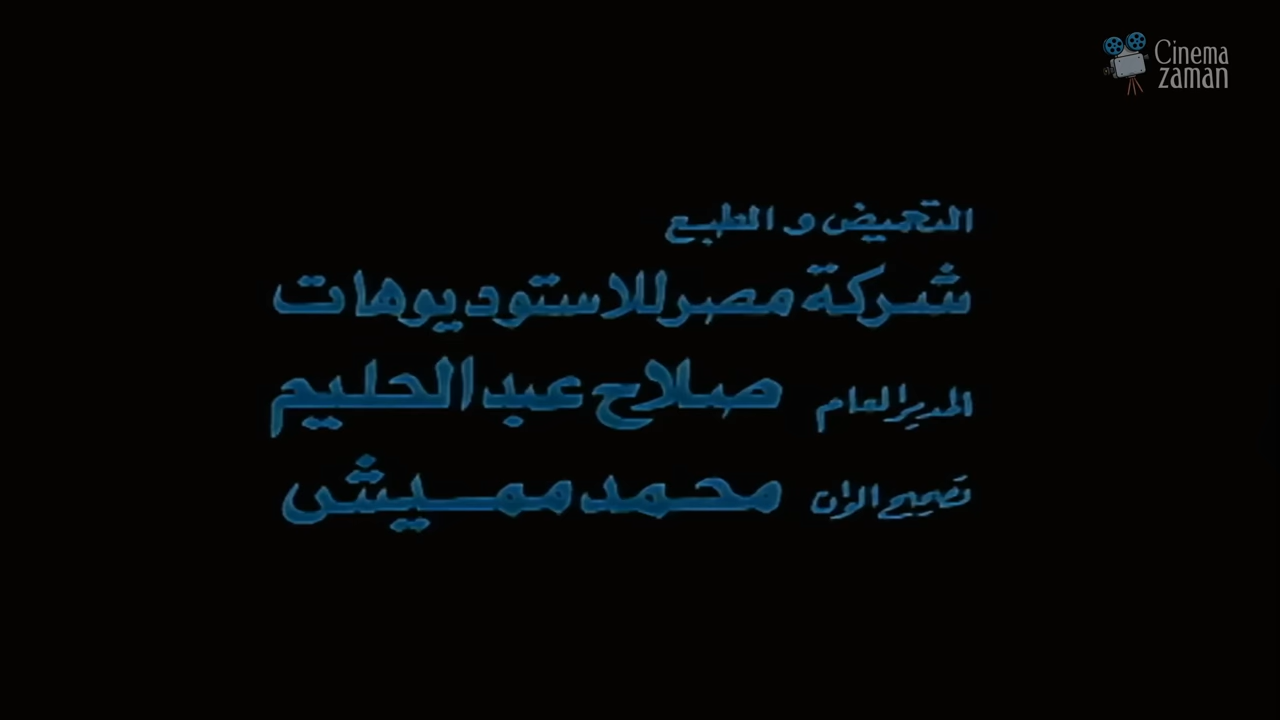 Cinema
zaman
التحميض و الطبع
شركة مصر للاستوديوهات
المدير العام صلاح عبد الحليم
تصحيح الوان محمد مميش